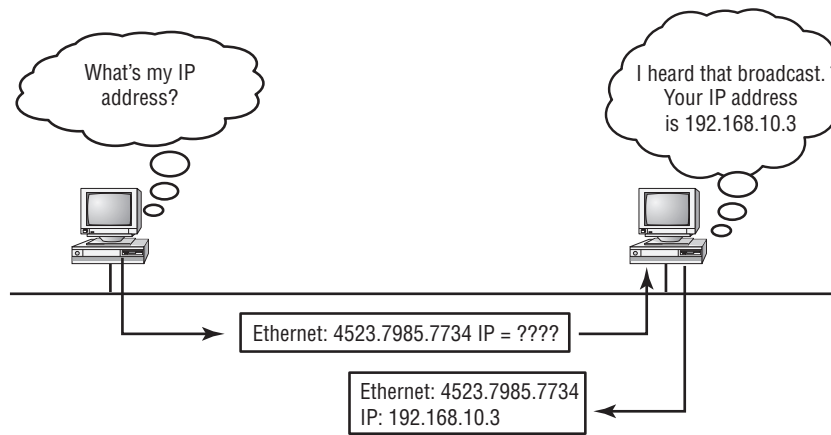 What's my IP
address?
I heard that broadcast.
Your IP address
is 192.168.10.3
Ethernet: 4523.7985.7734 IP = ????
Ethernet: 4523.7985.7734
IP: 192.168.10.3